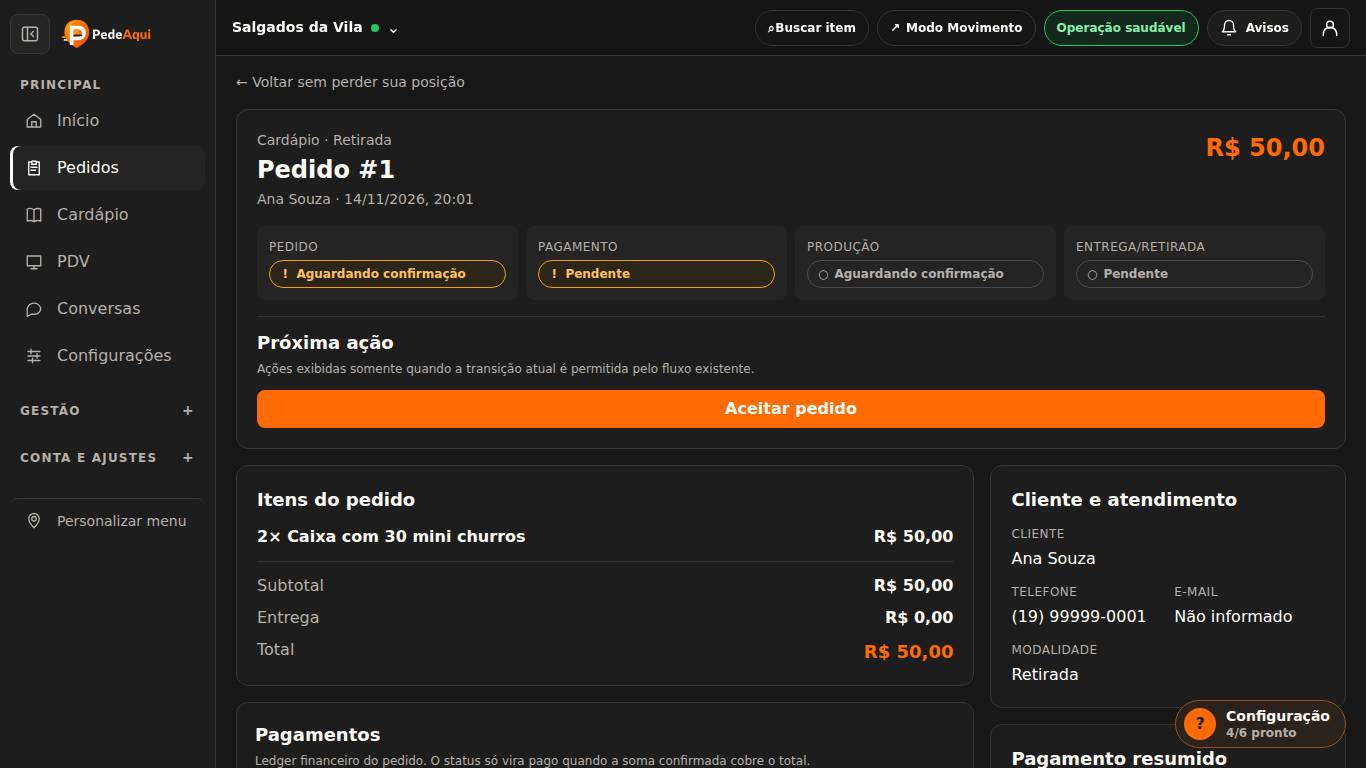 PedeAqui
PRINCIPAL
Início
Pedidos
Cardápio
PDV
Conversas
Configurações
GESTÃO +
CONTA E AJUSTES +
Personalizar menu
Salgados da Vila
Buscar item
↗ Modo Movimento
Operação saudável
Avisos
← Voltar sem perder sua posição
Cardápio · Retirada
Pedido #1
Ana Souza · 14/11/2026, 20:01
R$ 50,00
PEDIDO
! Aguardando confirmação
PAGAMENTO
! Pendente
PRODUÇÃO
○ Aguardando confirmação
ENTREGA/RETIRADA
○ Pendente
Próxima ação
Ações exibidas somente quando a transição atual é permitida pelo fluxo existente.
Aceitar pedido
Itens do pedido
2× Caixa com 30 mini churros R$ 50,00
Subtotal R$ 50,00
Entrega R$ 0,00
Total R$ 50,00
Pagamentos
Ledger financeiro do pedido. O status só vira pago quando a soma confirmada cobre o total.
Cliente e atendimento
CLIENTE
Ana Souza
TELEFONE E-MAIL
(19) 99999-0001 Não informado
MODALIDADE
Retirada
Pagamento resumido
? Configuração
4/6 pronto